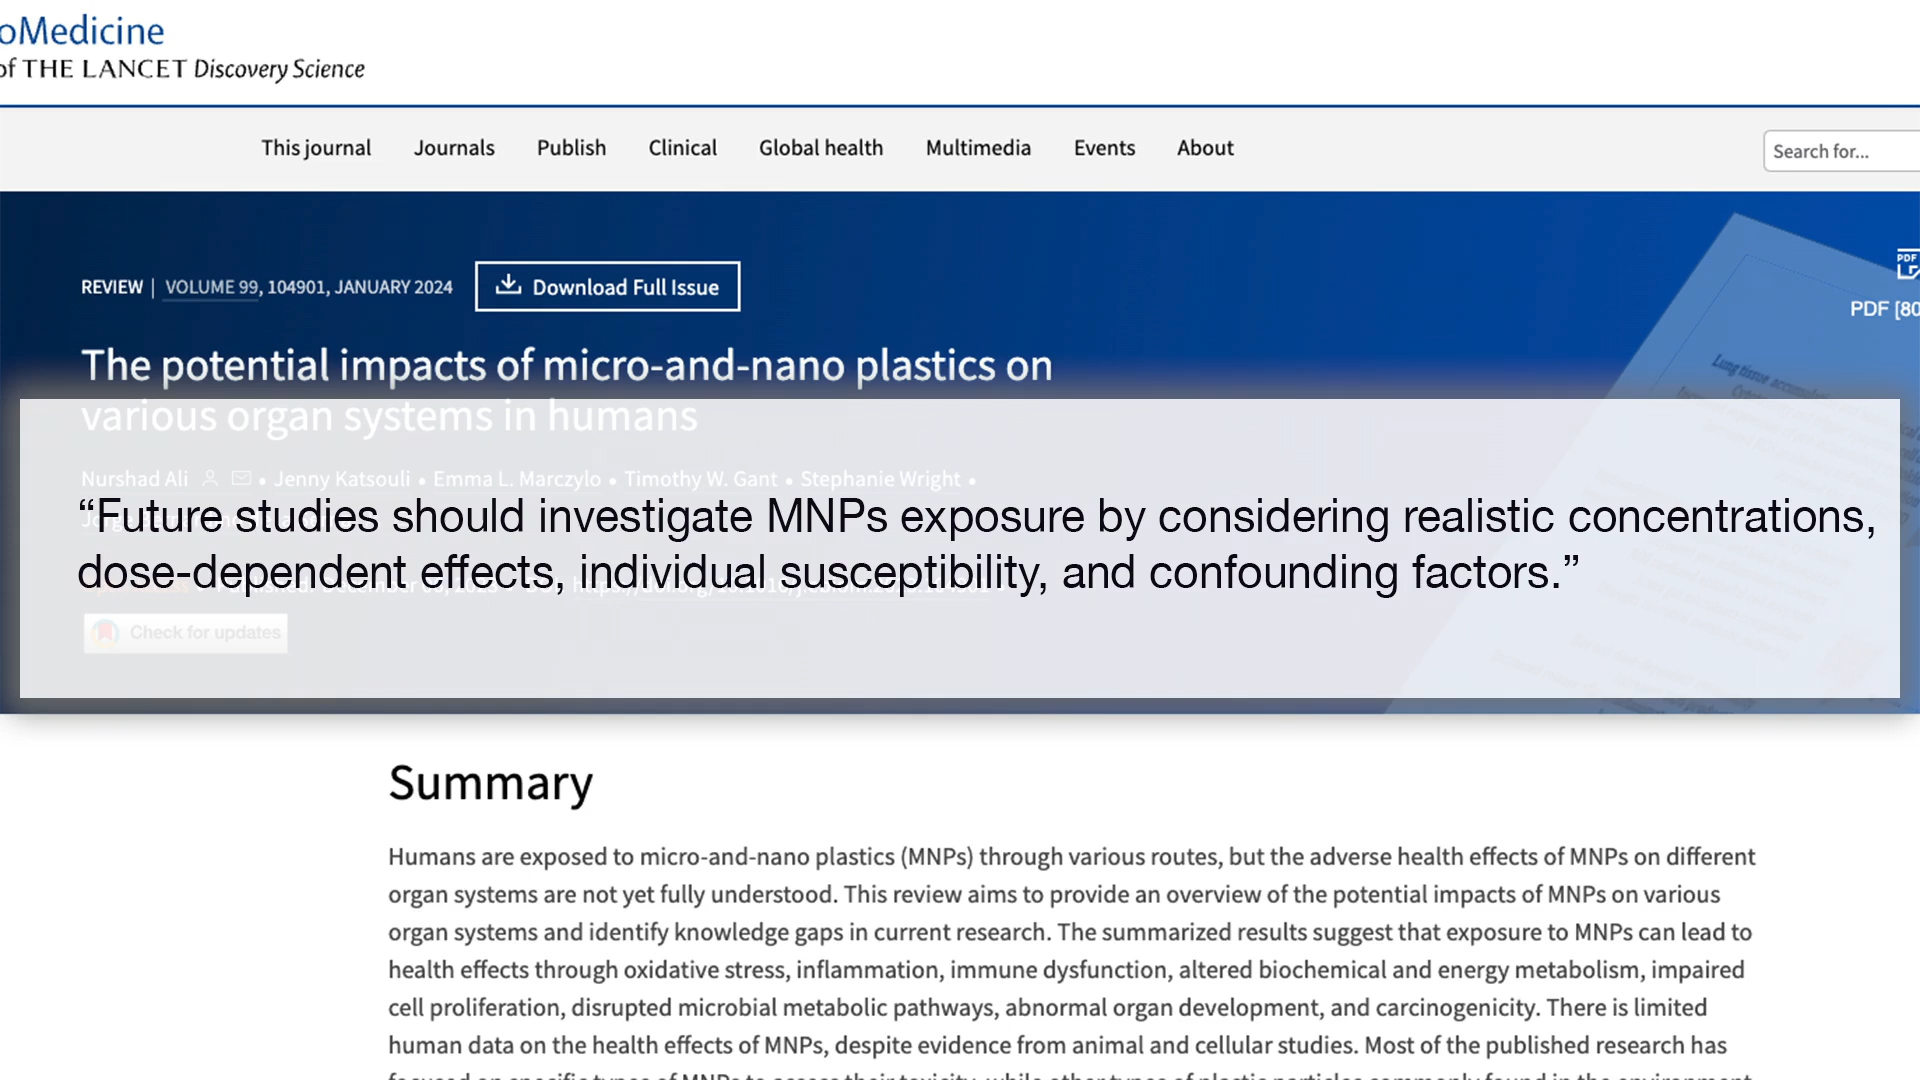 oMedicine
of THE LANCET Discovery Science
This journal Journals Publish Clinical Global health Multimedia Events About
Search for...
REVIEW | VOLUME 99, 104901, JANUARY 2024 Download Full Issue
PDF
PDF [80
The potential impacts of micro-and-nano plastics on
various organ systems in humans
Nurshad Ali • Jenny Katsouli • Emma L. Marczylo • Timothy W. Gant • Stephanie Wright •
“Future studies should investigate MNPs exposure by considering realistic concentrations,
dose-dependent effects, individual susceptibility, and confounding factors.”
Check for updates
Summary
Humans are exposed to micro-and-nano plastics (MNPs) through various routes, but the adverse health effects of MNPs on different
organ systems are not yet fully understood. This review aims to provide an overview of the potential impacts of MNPs on various
organ systems and identify knowledge gaps in current research. The summarized results suggest that exposure to MNPs can lead to
health effects through oxidative stress, inflammation, immune dysfunction, altered biochemical and energy metabolism, impaired
cell proliferation, disrupted microbial metabolic pathways, abnormal organ development, and carcinogenicity. There is limited
human data on the health effects of MNPs, despite evidence from animal and cellular studies. Most of the published research has